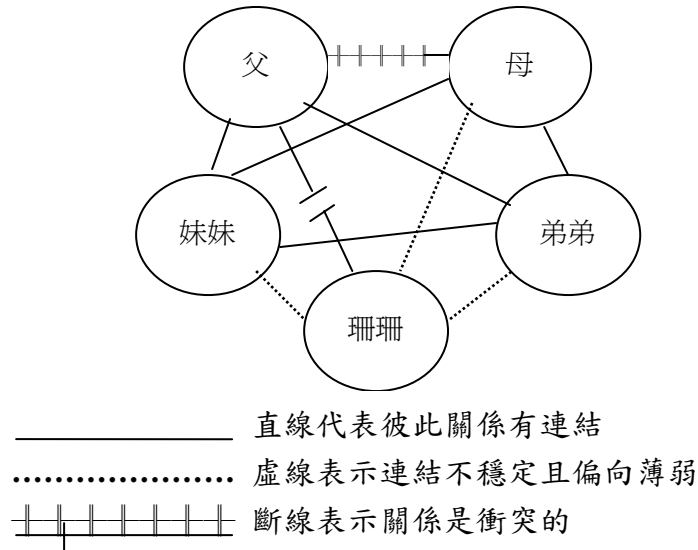 父
母
妹妹
弟弟
珊珊
直線代表彼此關係有連結
虛線表示連結不穩定且偏向薄弱
斷線表示關係是衝突的